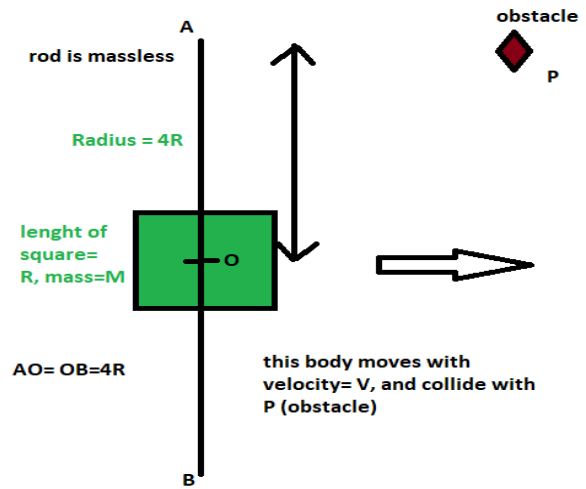 A
obstacle
rod is massless
P
Radius = 4R
lenght of
square=
R, mass=M
O
AO= OB=4R
this body moves with
velocity= V, and collide with
P (obstacle)
B